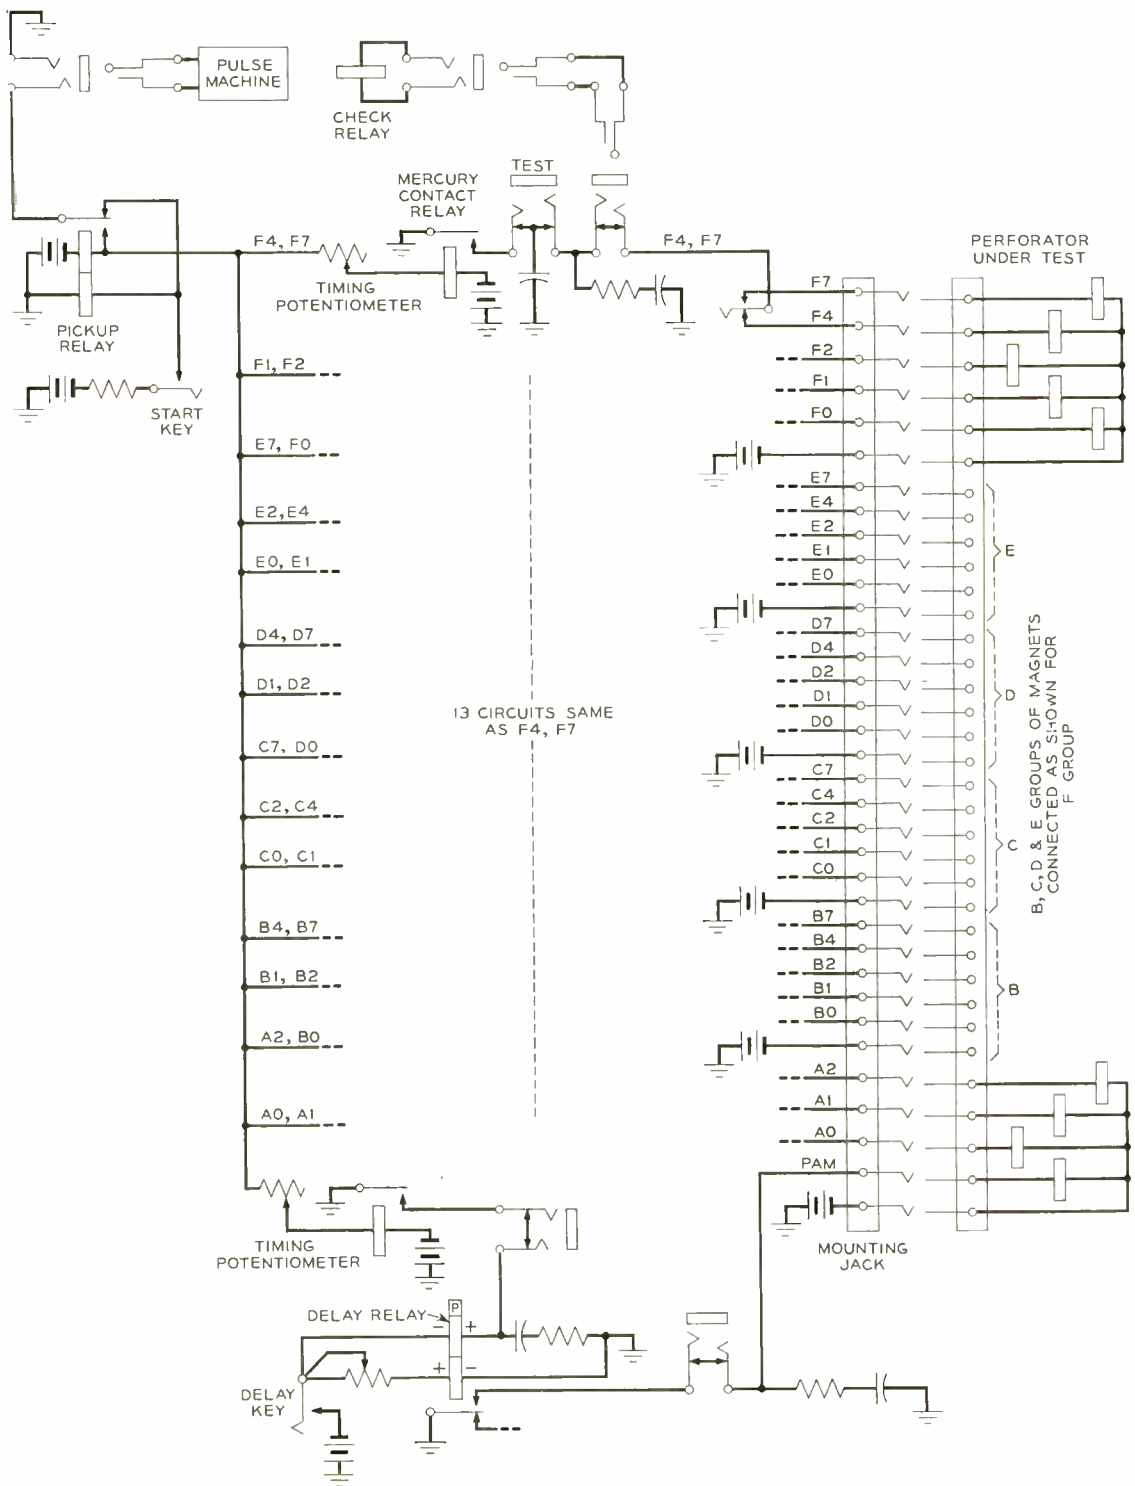 PULSE
MACHINE
CHECK
RELAY
TEST
MERCURY
CONTACT
RELAY
F4, F7
F4, F7
PERFORATOR
UNDER TEST
TIMING
POTENTIOMETER
PICKUP
RELAY
START
KEY
F7
F4
F2
F1
F0
E7
E4
E2
E1
E0
D7
D4
D2
D1
D0
C7
C4
C2
C1
C0
B7
B4
B2
B1
B0
A2
A1
A0
PAM
F1, F2
E7, F0
E2, E4
E0, E1
D4, D7
D1, D2
C7, D0
C2, C4
C0, C1
B4, B7
B1, B2
A2, B0
A0, A1
13 CIRCUITS SAME
AS F4, F7
E
D
C
B
B, C, D & E GROUPS OF MAGNETS
CONNECTED AS SHOWN FOR
F GROUP
MOUNTING
JACK
TIMING
POTENTIOMETER
DELAY RELAY
P
− +
+ −
DELAY
KEY